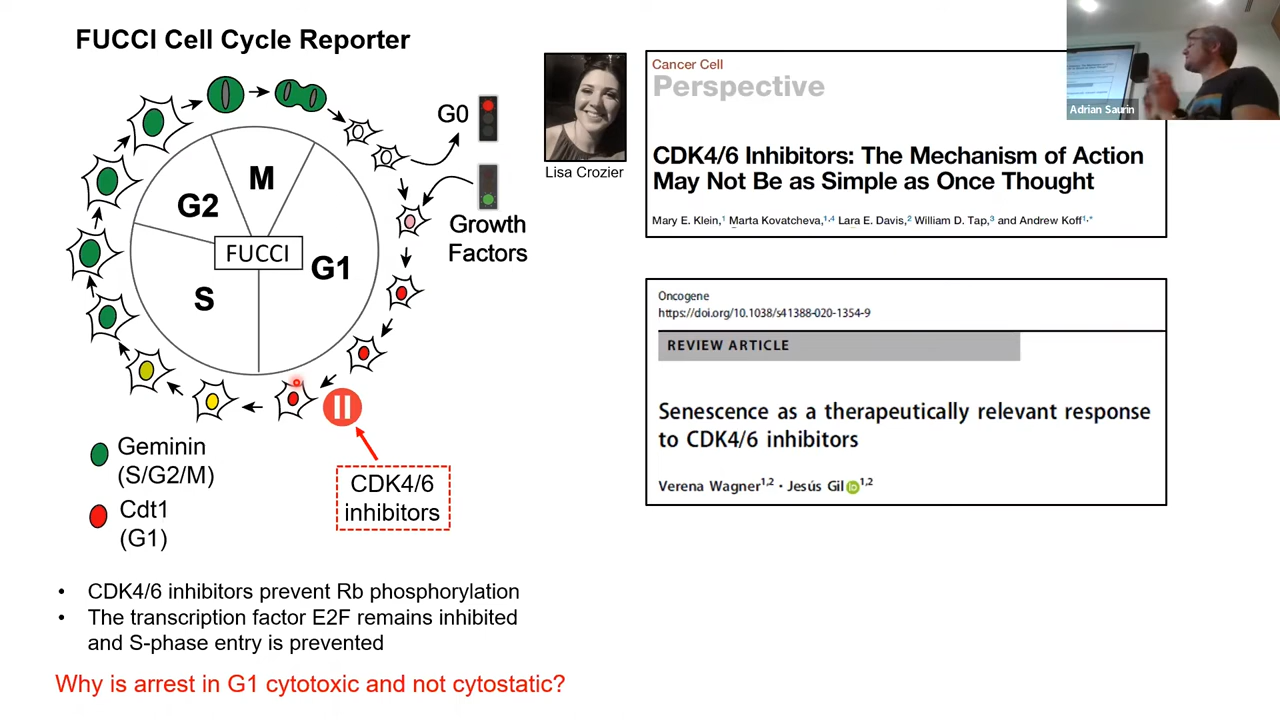 FUCCI Cell Cycle Reporter
G0
M
G2
FUCCI
G1
S
Growth
Factors
CDK4/6
inhibitors
Geminin
(S/G2/M)
Cdt1
(G1)
• CDK4/6 inhibitors prevent Rb phosphorylation
• The transcription factor E2F remains inhibited
and S-phase entry is prevented
Why is arrest in G1 cytotoxic and not cytostatic?
Lisa Crozier
Cancer Cell
Perspective
CDK4/6 Inhibitors: The Mechanism of Action
May Not Be as Simple as Once Thought
Mary E. Klein,1 Marta Kovatcheva,1,4 Lara E. Davis,2 William D. Tap,3 and Andrew Koff1,*
Oncogene
https://doi.org/10.1038/s41388-020-1354-9
REVIEW ARTICLE
Senescence as a therapeutically relevant response
to CDK4/6 inhibitors
Verena Wagner1,2 · Jesús Gil iD 1,2
Adrian Saurin